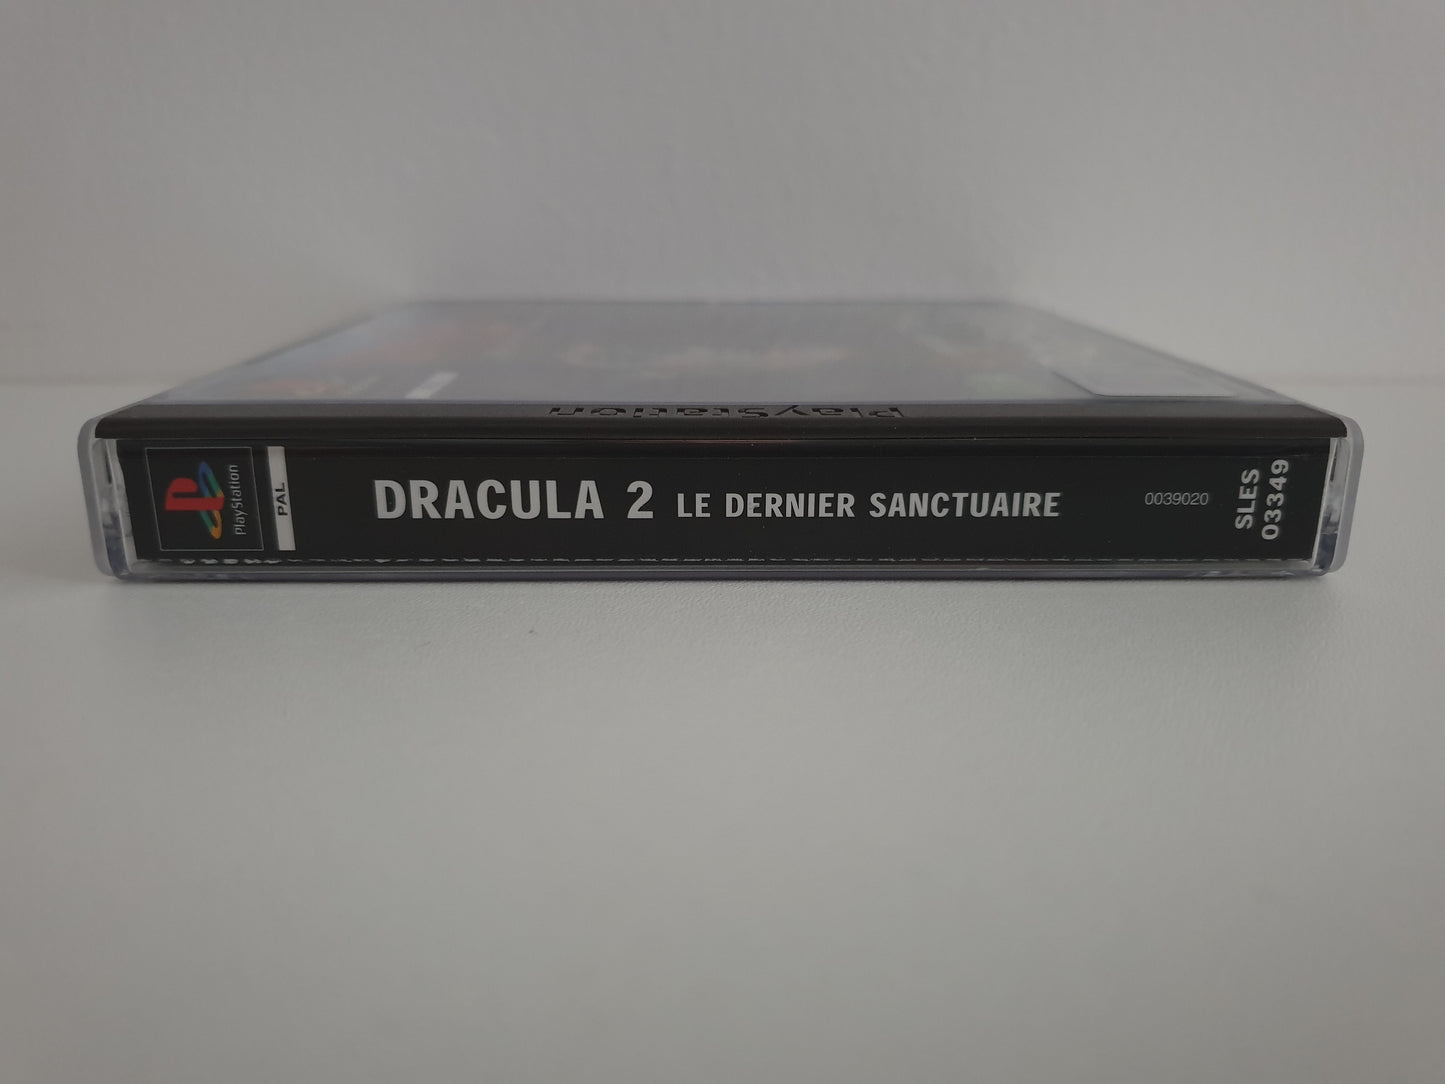 PlayStation
PlayStation
PAL
DRACULA 2 LE DERNIER SANCTUAIRE
0039020
SLES
03349